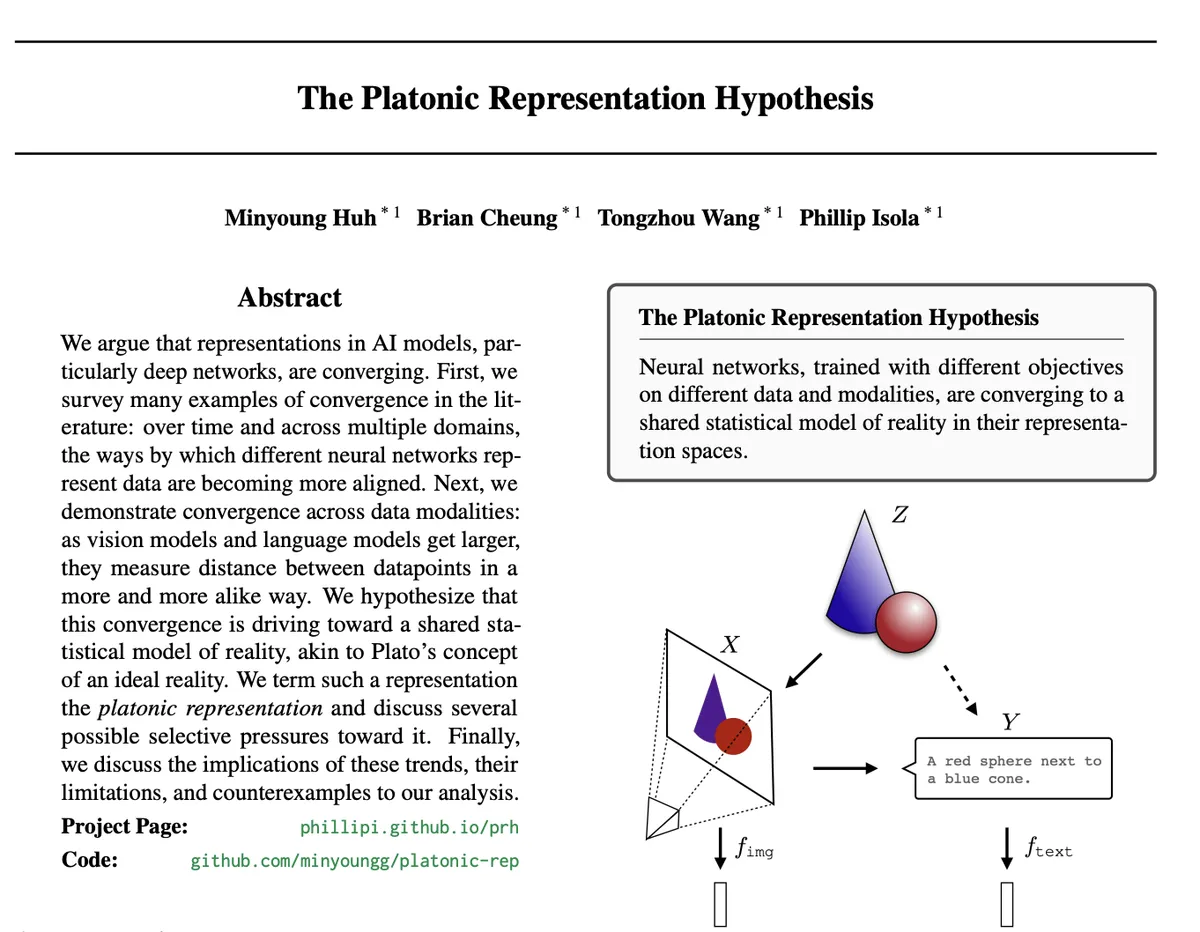 The Platonic Representation Hypothesis
Minyoung Huh * 1 Brian Cheung * 1 Tongzhou Wang * 1 Phillip Isola * 1
Abstract
We argue that representations in AI models, par-
ticularly deep networks, are converging. First, we
survey many examples of convergence in the lit-
erature: over time and across multiple domains,
the ways by which different neural networks rep-
resent data are becoming more aligned. Next, we
demonstrate convergence across data modalities:
as vision models and language models get larger,
they measure distance between datapoints in a
more and more alike way. We hypothesize that
this convergence is driving toward a shared sta-
tistical model of reality, akin to Plato's concept
of an ideal reality. We term such a representation
the platonic representation and discuss several
possible selective pressures toward it. Finally,
we discuss the implications of these trends, their
limitations, and counterexamples to our analysis.
Project Page: phillipi.github.io/prh
Code: github.com/minyoungg/platonic-rep
The Platonic Representation Hypothesis
Neural networks, trained with different objectives
on different data and modalities, are converging to a
shared statistical model of reality in their representa-
tion spaces.
Z
X
Y
A red sphere next to
a blue cone.
f img
f text